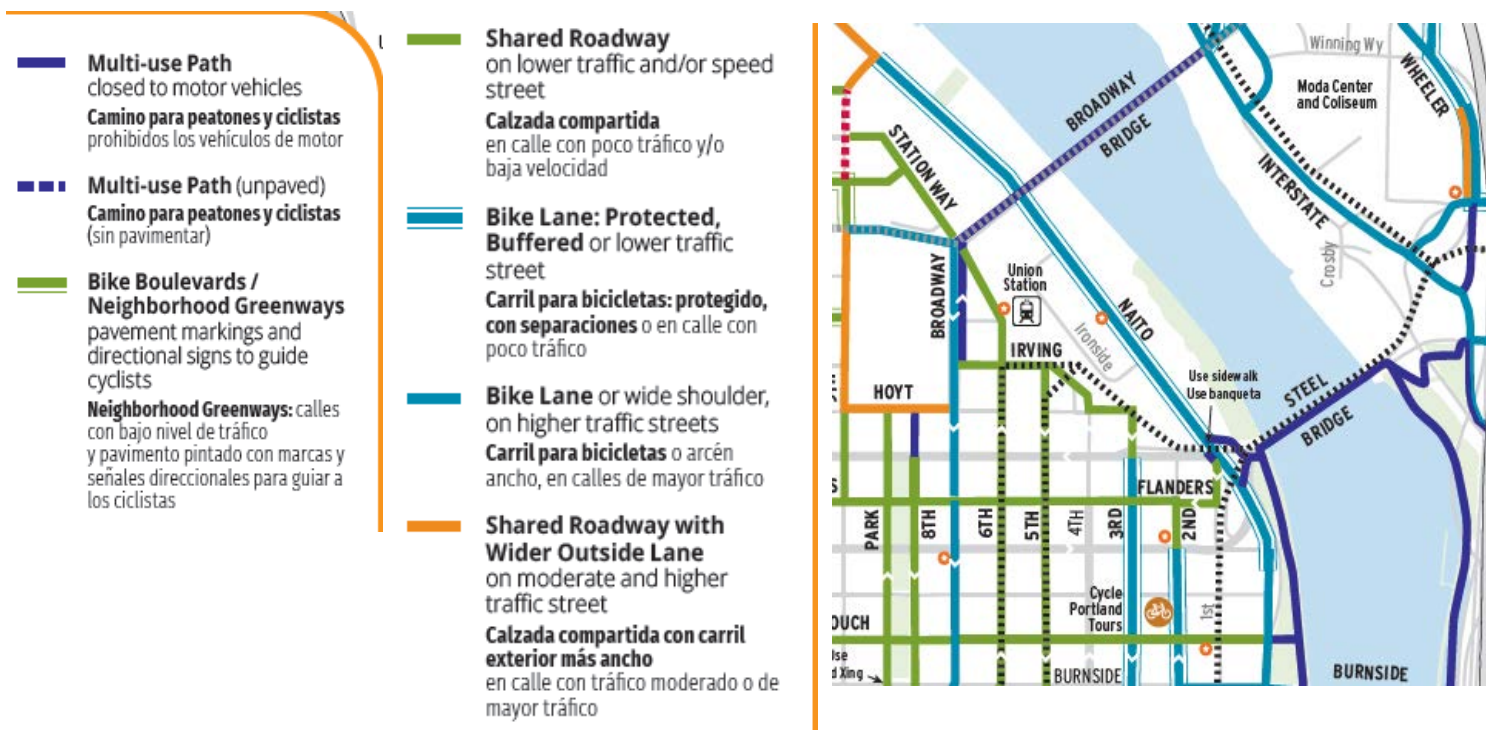 Multi-use Path
closed to motor vehicles
Camino para peatones y ciclistas
prohibidos los vehículos de motor
Multi-use Path (unpaved)
Camino para peatones y ciclistas
(sin pavimentar)
Bike Boulevards /
Neighborhood Greenways
pavement markings and
directional signs to guide
cyclists
Neighborhood Greenways: calles
con bajo nivel de tráfico
y pavimento pintado con marcas y
señales direccionales para guiar a
los ciclistas
Shared Roadway
on lower traffic and/or speed
street
Calzada compartida
en calle con poco tráfico y/o
baja velocidad
Bike Lane: Protected,
Buffered or lower traffic
street
Carril para bicicletas: protegido,
con separaciones o en calle con
poco tráfico
Bike Lane or wide shoulder,
on higher traffic streets
Carril para bicicletas o arcén
ancho, en calles de mayor tráfico
Shared Roadway with
Wider Outside Lane
on moderate and higher
traffic street
Calzada compartida con carril
exterior más ancho
en calle con tráfico moderado o de
mayor tráfico
Winning Wy
WHEELER
Moda Center
and Coliseum
BROADWAY
BRIDGE
STATION WAY
INTERSTATE
Crosby
Union
Station
BROADWAY
NAITO
Ironside
IRVING
Use sidewalk
Use banqueta
HOYT
STEEL
BRIDGE
FLANDERS
PARK
8TH
6TH
5TH
4TH
3RD
2ND
Cycle
Portland
Tours
1st
OUCH
BURNSIDE
BURNSIDE
d Xing